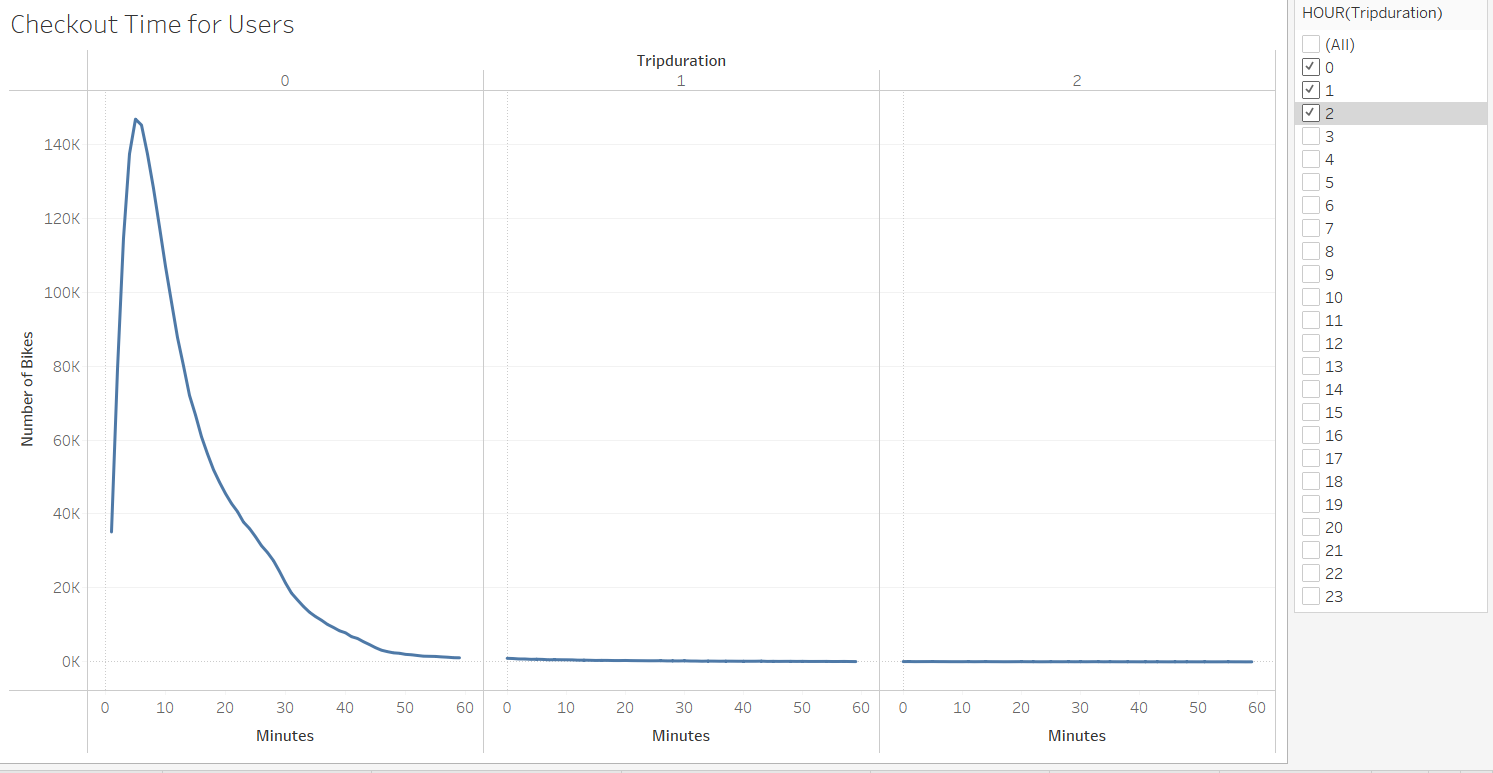 Checkout Time for Users
Tripduration
0 1 2
Number of Bikes
140K
120K
100K
80K
60K
40K
20K
0K
0 10 20 30 40 50 60 0 10 20 30 40 50 60 0 10 20 30 40 50 60
Minutes Minutes Minutes
HOUR(Tripduration)
(All)
0
1
2
3
4
5
6
7
8
9
10
11
12
13
14
15
16
17
18
19
20
21
22
23